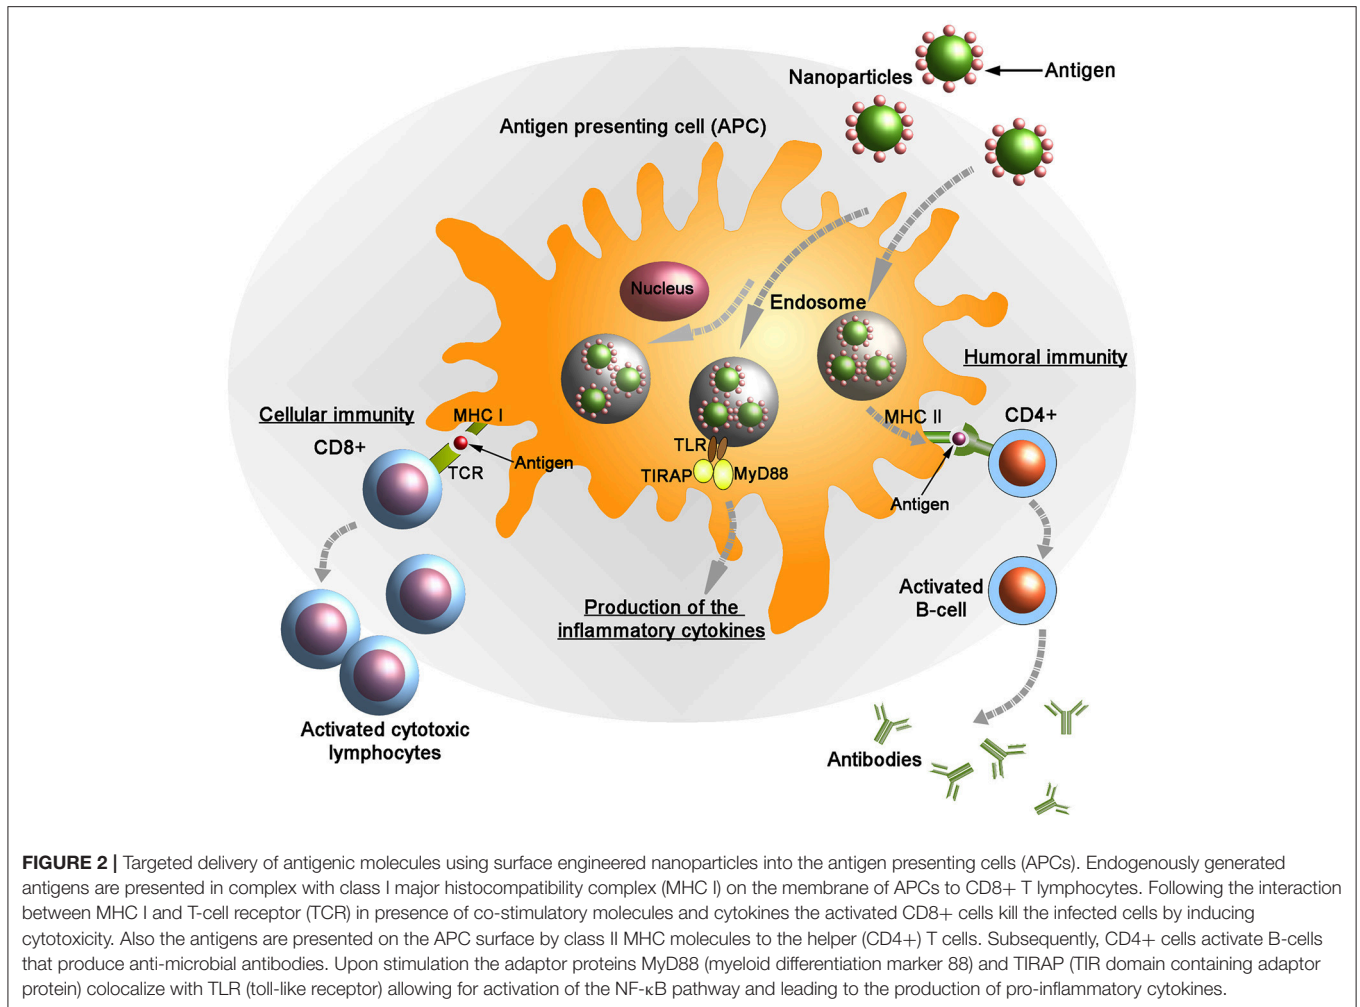 Nanoparticles
Antigen
Antigen presenting cell (APC)
Nucleus
Endosome
Humoral immunity
Cellular immunity
MHC I
CD8+
Antigen
TCR
TLR
TIRAP
MyD88
MHC II
CD4+
Antigen
Production of the
inflammatory cytokines
Activated
B-cell
Activated cytotoxic
lymphocytes
Antibodies
FIGURE 2 | Targeted delivery of antigenic molecules using surface engineered nanoparticles into the antigen presenting cells (APCs). Endogenously generated
antigens are presented in complex with class I major histocompatibility complex (MHC I) on the membrane of APCs to CD8+ T lymphocytes. Following the interaction
between MHC I and T-cell receptor (TCR) in presence of co-stimulatory molecules and cytokines the activated CD8+ cells kill the infected cells by inducing
cytotoxicity. Also the antigens are presented on the APC surface by class II MHC molecules to the helper (CD4+) T cells. Subsequently, CD4+ cells activate B-cells
that produce anti-microbial antibodies. Upon stimulation the adaptor proteins MyD88 (myeloid differentiation marker 88) and TIRAP (TIR domain containing adaptor
protein) colocalize with TLR (toll-like receptor) allowing for activation of the NF-κB pathway and leading to the production of pro-inflammatory cytokines.